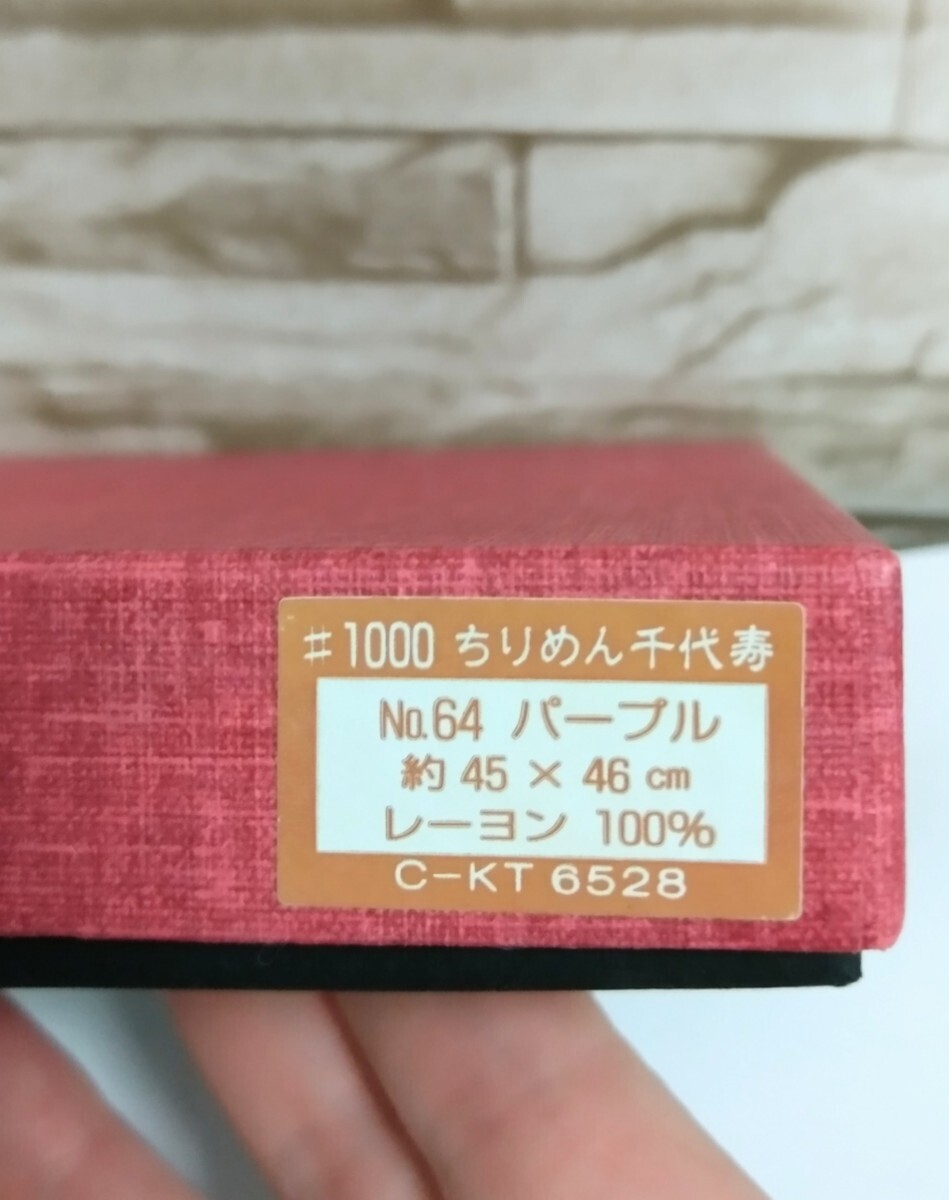 ♯1000 ちりめん千代寿
No.64 パープル
約 45 × 46 cm
レーヨン 100%
C-KT 6528